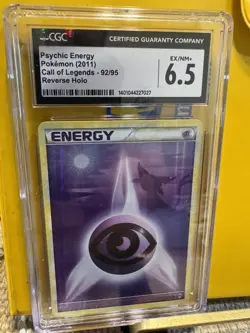 CGC
CERTIFIED GUARANTY COMPANY
Psychic Energy
Pokémon (2011)
Call of Legends - 92/95
Reverse Holo
EX/NM+
6.5
1401044227027
ENERGY